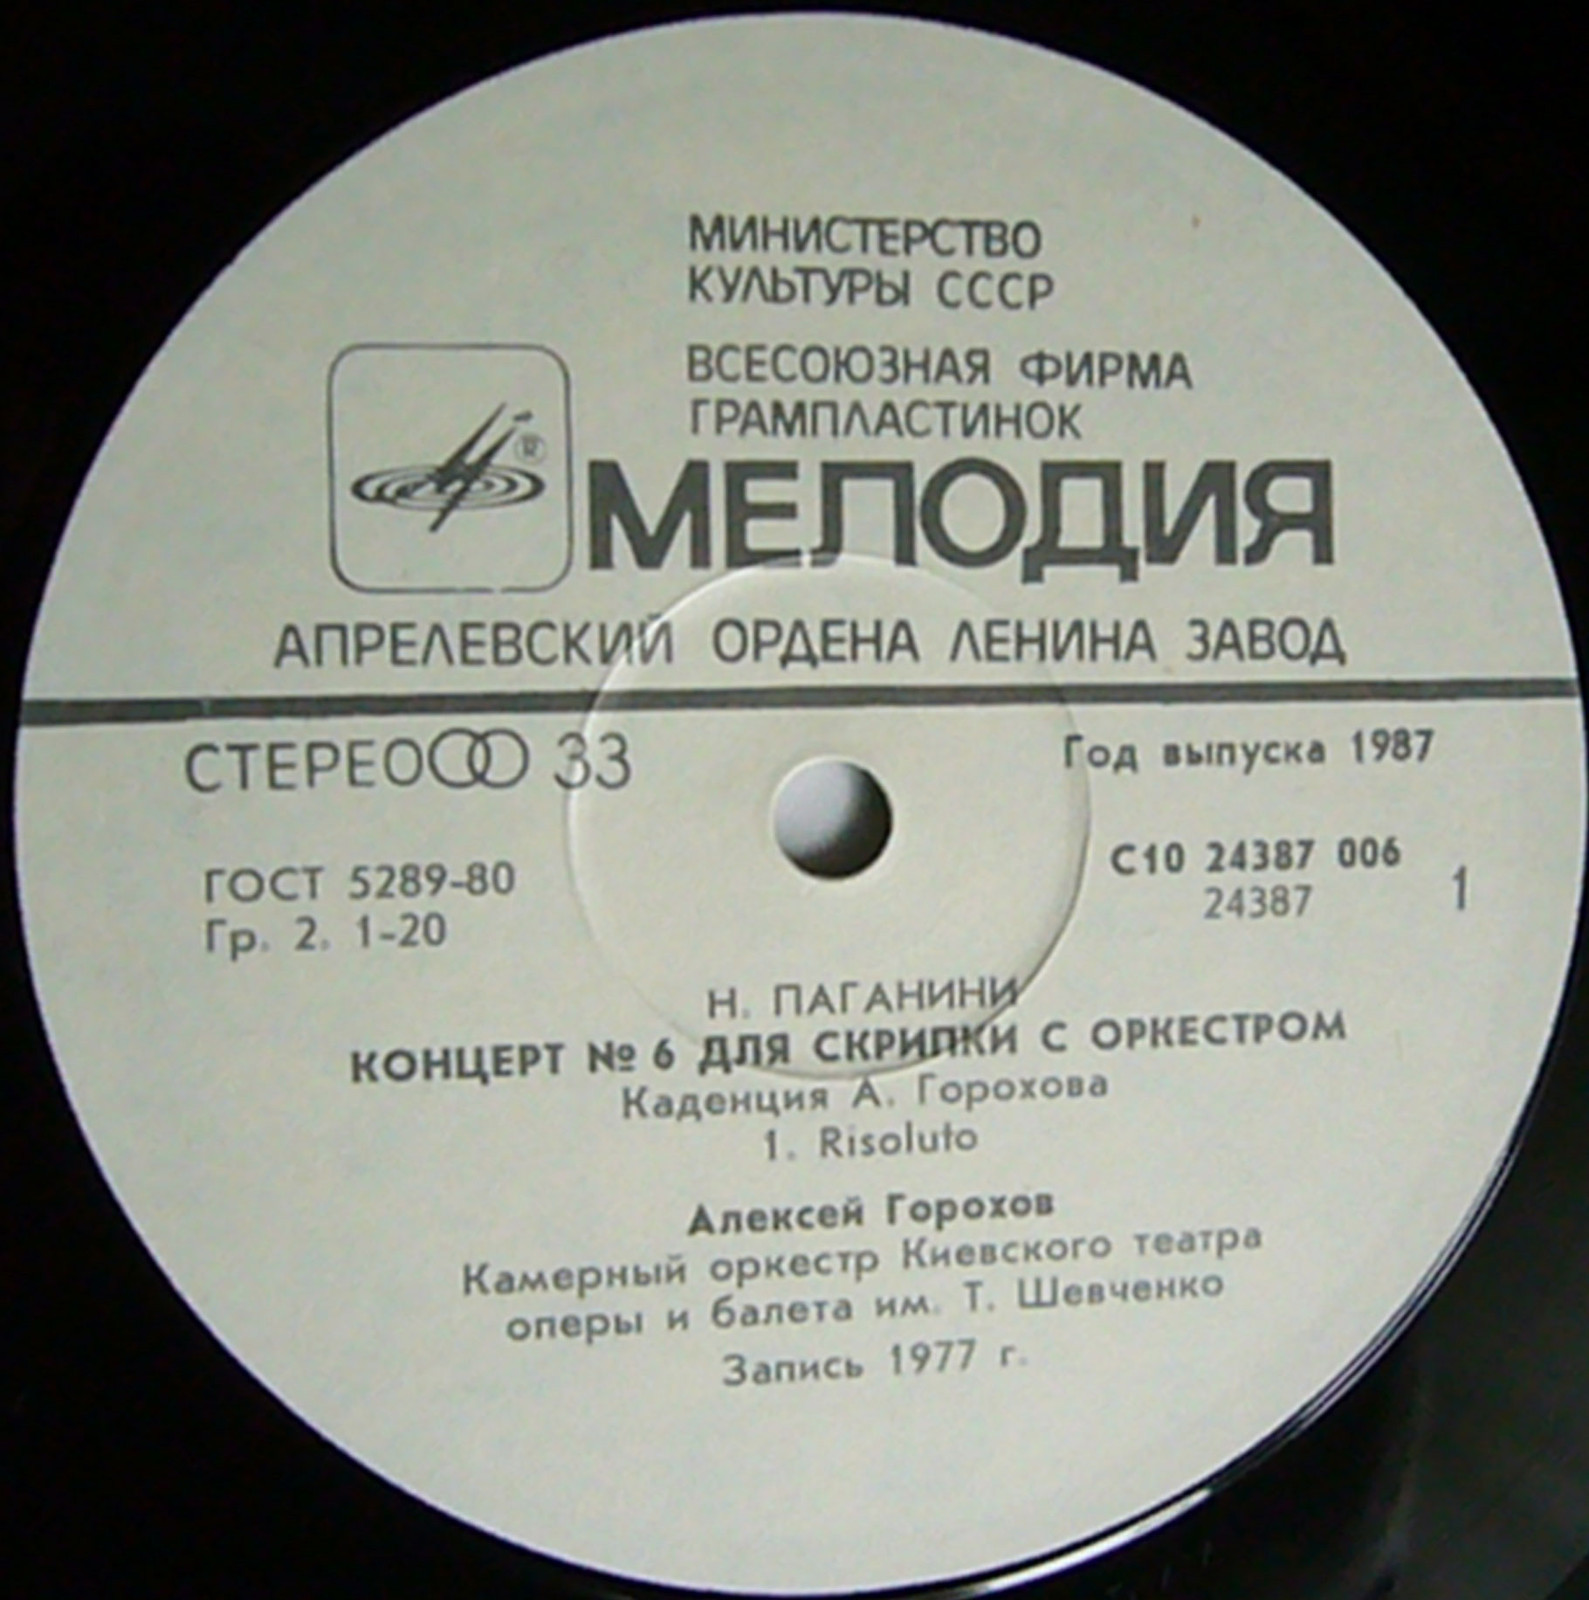 МИНИСТЕРСТВО
КУЛЬТУРЫ СССР
ВСЕСОЮЗНАЯ ФИРМА
ГРАМПЛАСТИНОК
®
МЕЛОДИЯ
АПРЕЛЕВСКИЙ ОРДЕНА ЛЕНИНА ЗАВОД
СТЕРЕО 33
Год выпуска 1987
ГОСТ 5289-80
Гр. 2. 1-20
С10 24387 006
24387
1
Н. ПАГАНИНИ
КОНЦЕРТ № 6 ДЛЯ СКРИПКИ С ОРКЕСТРОМ
Каденция А. Горохова
1. Risoluto
Алексей Горохов
Камерный оркестр Киевского театра
оперы и балета им. Т. Шевченко
Запись 1977 г.